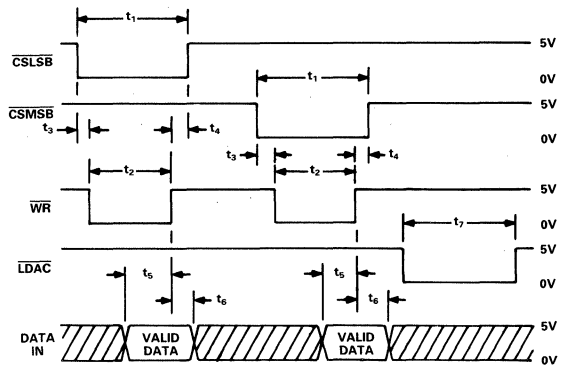 t₁
5V
CSLSB
0V
t₁
5V
CSMSB
0V
t₃
t₄
t₃
t₄
t₂
t₂
5V
WR
0V
t₇
5V
LDAC
0V
t₅
t₆
t₅
t₆
5V
DATA IN
VALID DATA
VALID DATA
0V